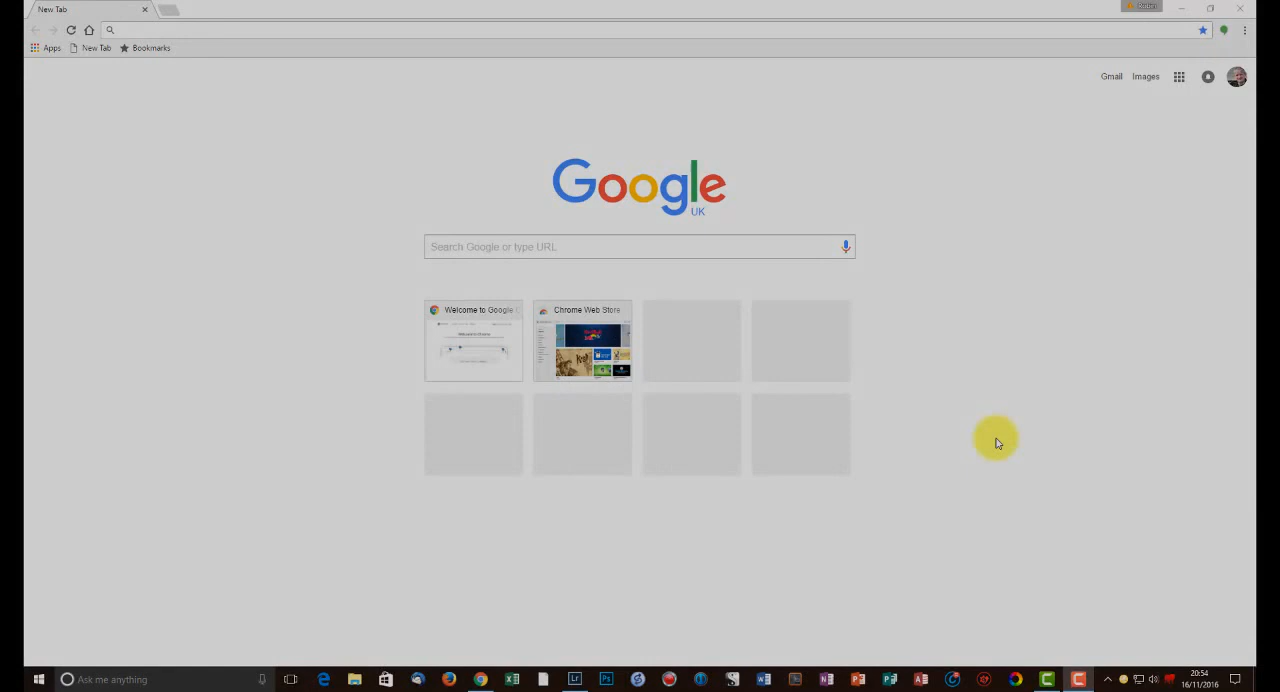 New Tab
Apps New Tab Bookmarks
Gmail Images
Google
UK
Search Google or type URL
Welcome to Google
Chrome Web Store
Ask me anything
20:54
16/11/2016